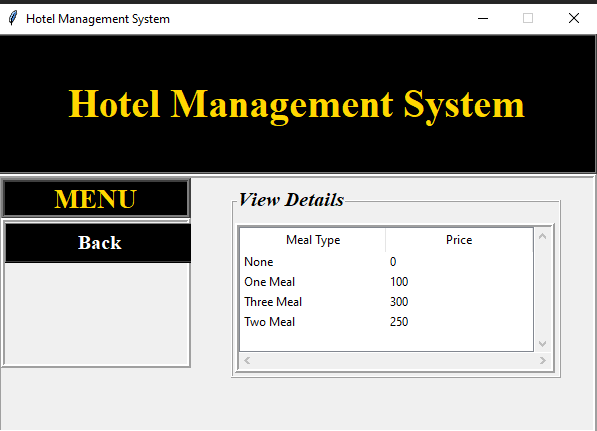 Hotel Management System
Hotel Management System
MENU
Back
View Details
Meal Type Price
None 0
One Meal 100
Three Meal 300
Two Meal 250